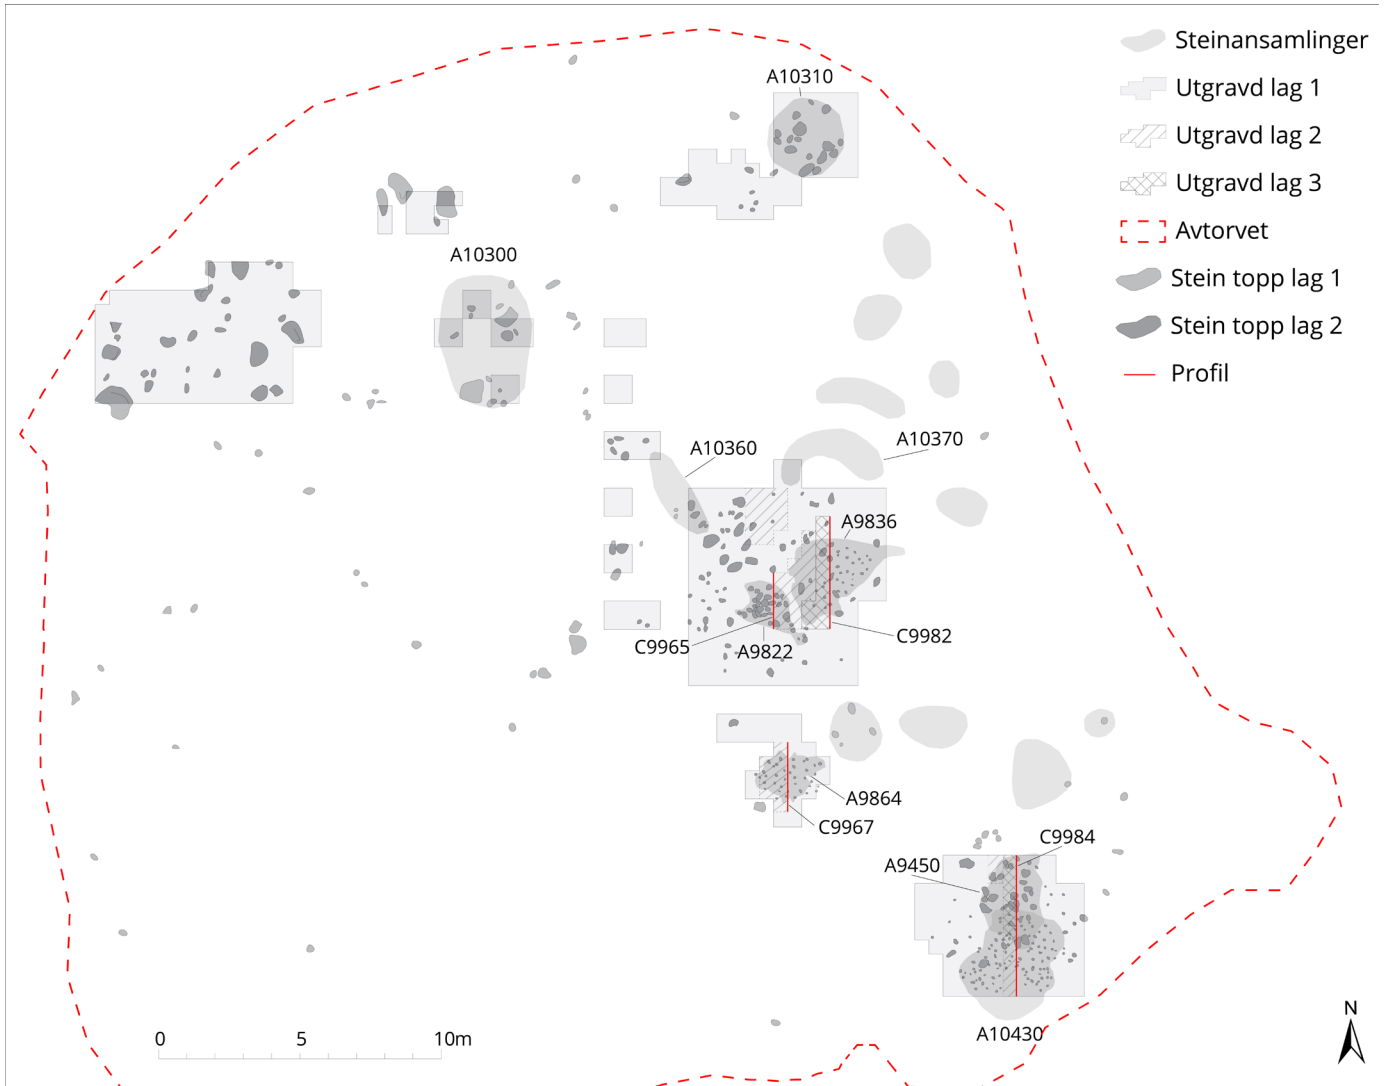 A10310
A10300
A10360
A10370
A9836
C9965
A9822
C9982
A9864
C9967
C9984
A9450
A10430
0 5 10m
N
Steinansamlinger
Utgravd lag 1
Utgravd lag 2
Utgravd lag 3
Avtorvet
Stein topp lag 1
Stein topp lag 2
Profil